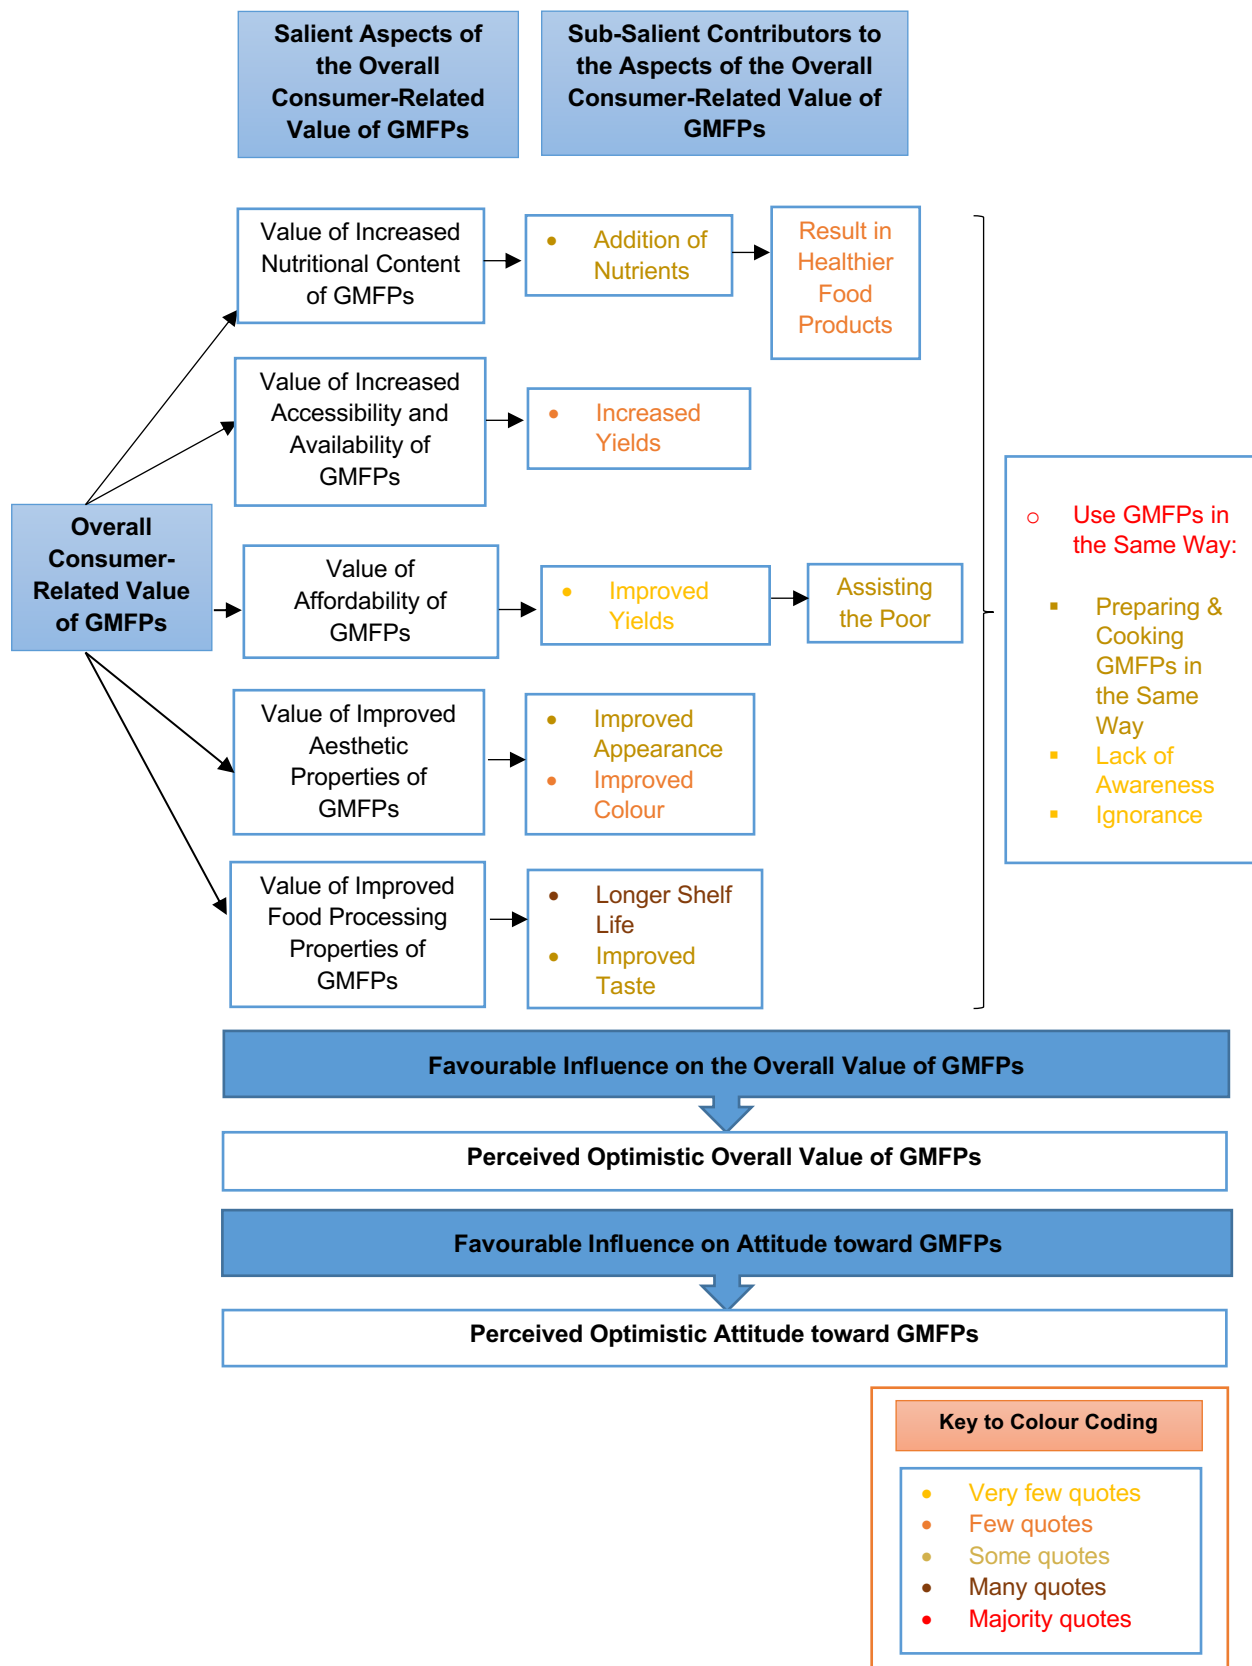 Salient Aspects of
the Overall
Consumer-Related
Value of GMFPs
Sub-Salient Contributors to
the Aspects of the Overall
Consumer-Related Value of
GMFPs
Overall
Consumer-
Related Value
of GMFPs
Value of Increased
Nutritional Content
of GMFPs
• Addition of
Nutrients
Result in
Healthier
Food
Products
Value of Increased
Accessibility and
Availability of
GMFPs
• Increased
Yields
Value of
Affordability of
GMFPs
• Improved
Yields
Assisting
the Poor
Value of Improved
Aesthetic
Properties of
GMFPs
• Improved
Appearance
• Improved
Colour
Value of Improved
Food Processing
Properties of
GMFPs
• Longer Shelf
Life
• Improved
Taste
○ Use GMFPs in
the Same Way:
▪ Preparing &
Cooking
GMFPs in
the Same
Way
▪ Lack of
Awareness
▪ Ignorance
Favourable Influence on the Overall Value of GMFPs
Perceived Optimistic Overall Value of GMFPs
Favourable Influence on Attitude toward GMFPs
Perceived Optimistic Attitude toward GMFPs
Key to Colour Coding
• Very few quotes
• Few quotes
• Some quotes
• Many quotes
• Majority quotes